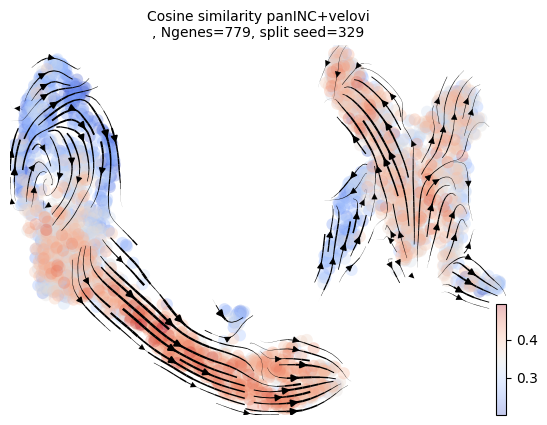 Cosine similarity panINC+velovi
, Ngenes=779, split seed=329
0.4
0.3